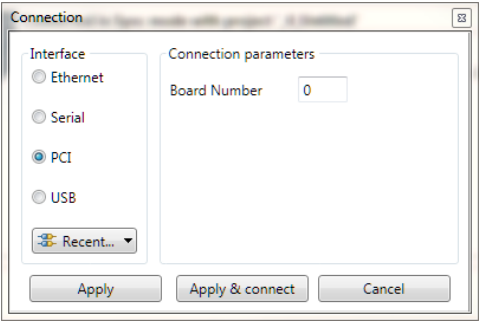 Connection
Interface
Ethernet
Serial
PCI
USB
Recent...
Connection parameters
Board Number 0
Apply
Apply & connect
Cancel